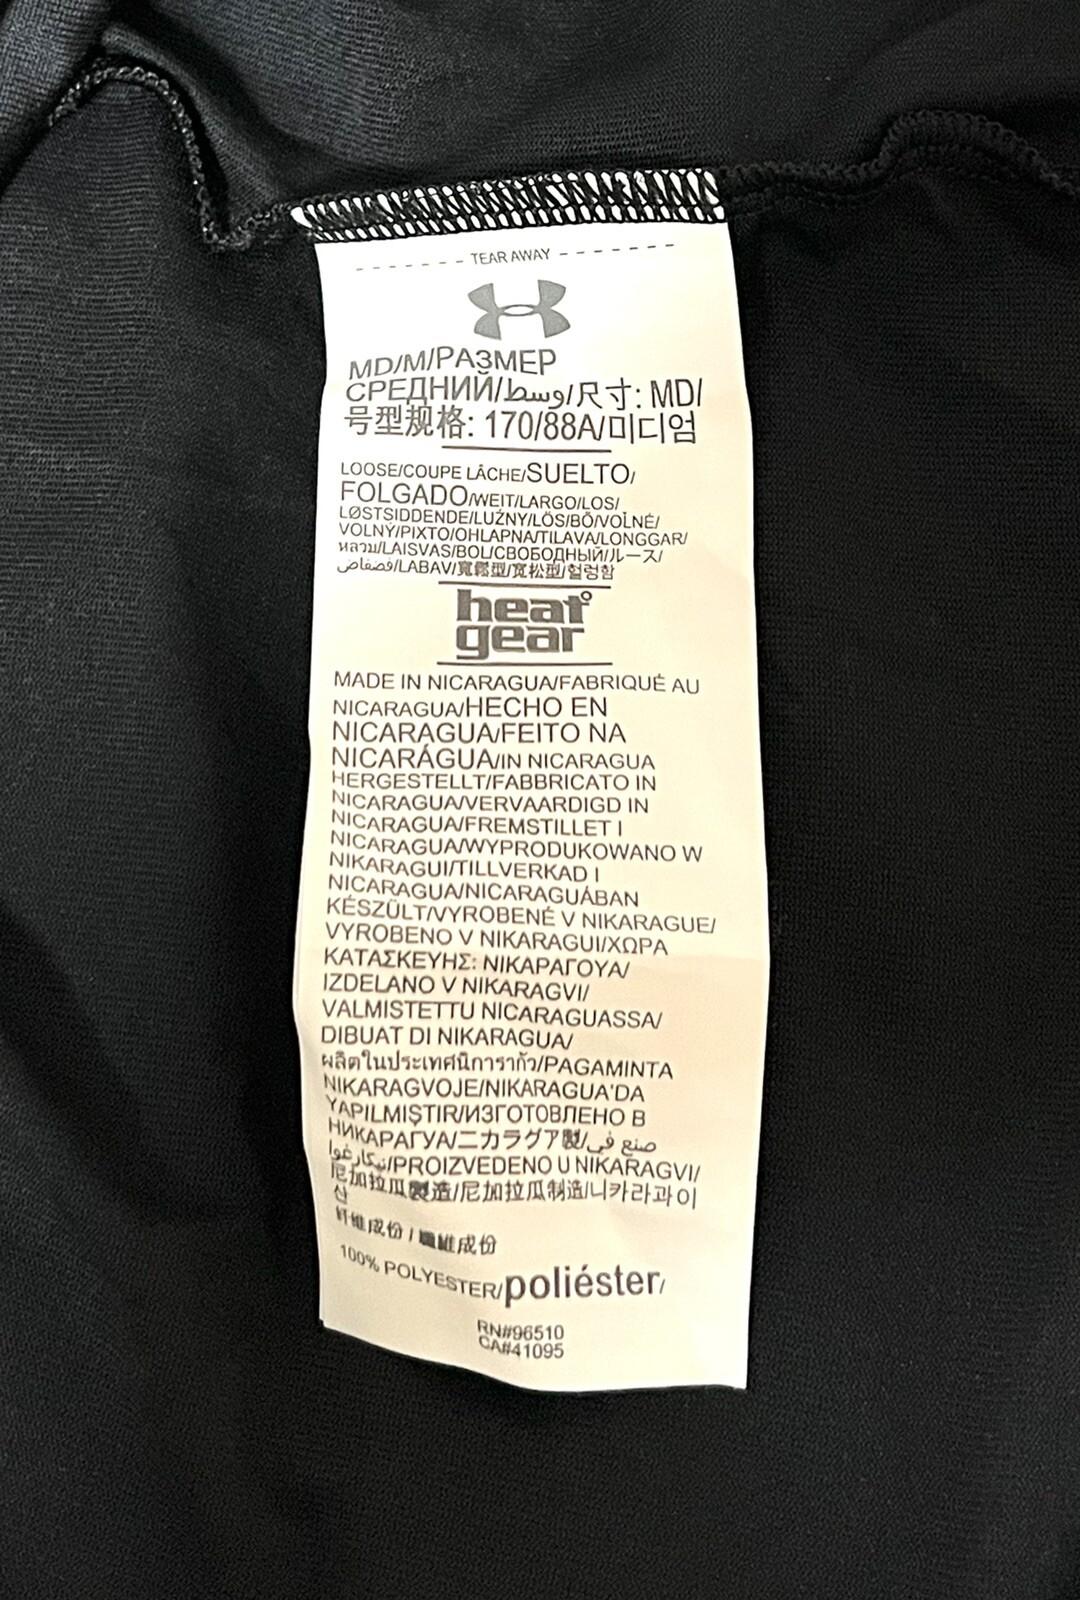 TEAR AWAY
MD/M/РАЗМЕР
СРЕДНИЙ/وسط/尺寸: MD/
号型规格: 170/88A/미디엄
LOOSE/COUPE LÂCHE/SUELTO/
FOLGADO/WEIT/LARGO/LOS/
LØSTSIDDENDE/LUŹNY/LÖS/BŐ/VOĽNÉ/
VOLNÝ/PIXTO/OHLAPNA/TILAVA/LONGGAR/
หลวม/LAISVAS/BOL/СВОБОДНЫЙ/ルース/
فضفاض/LABAV/寬鬆型/宽松型/헐렁함
heat
gear
MADE IN NICARAGUA/FABRIQUÉ AU
NICARAGUA/HECHO EN
NICARAGUA/FEITO NA
NICARÁGUA/IN NICARAGUA
HERGESTELLT/FABBRICATO IN
NICARAGUA/VERVAARDIGD IN
NICARAGUA/FREMSTILLET I
NICARAGUA/WYPRODUKOWANO W
NIKARAGUI/TILLVERKAD I
NICARAGUA/NICARAGUÁBAN
KÉSZÜLT/VYROBENÉ V NIKARAGUE/
VYROBENO V NIKARAGUI/ΧΩΡΑ
ΚΑΤΑΣΚΕΥΗΣ: ΝΙΚΑΡΑΓΟΥΑ/
IZDELANO V NIKARAGVI/
VALMISTETTU NICARAGUASSA/
DIBUAT DI NIKARAGUA/
ผลิตในประเทศนิการากัว/PAGAMINTA
NIKARAGVOJE/NIKARAGUA'DA
YAPILMIŞTIR/ИЗГОТОВЛЕНО В
НИКАРАГУА/ニカラグア製/صنع في
نيكارغوا/PROIZVEDENO U NIKARAGVI/
尼加拉瓜製造/尼加拉瓜制造/니카라과이
산
纤维成份 / 纖維成份
100% POLYESTER/poliéster/
RN#96510
CA#41095